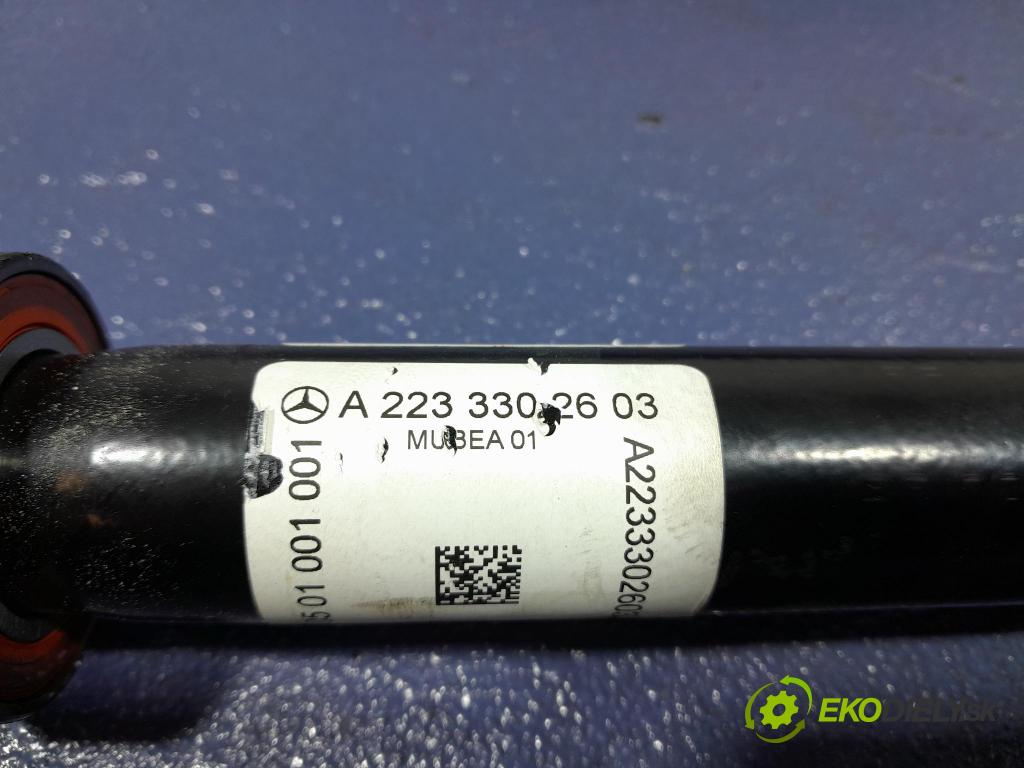 A 223 330 26 03
MUBEA 01
01 001 001
A2233302603
EKODIELY.SK